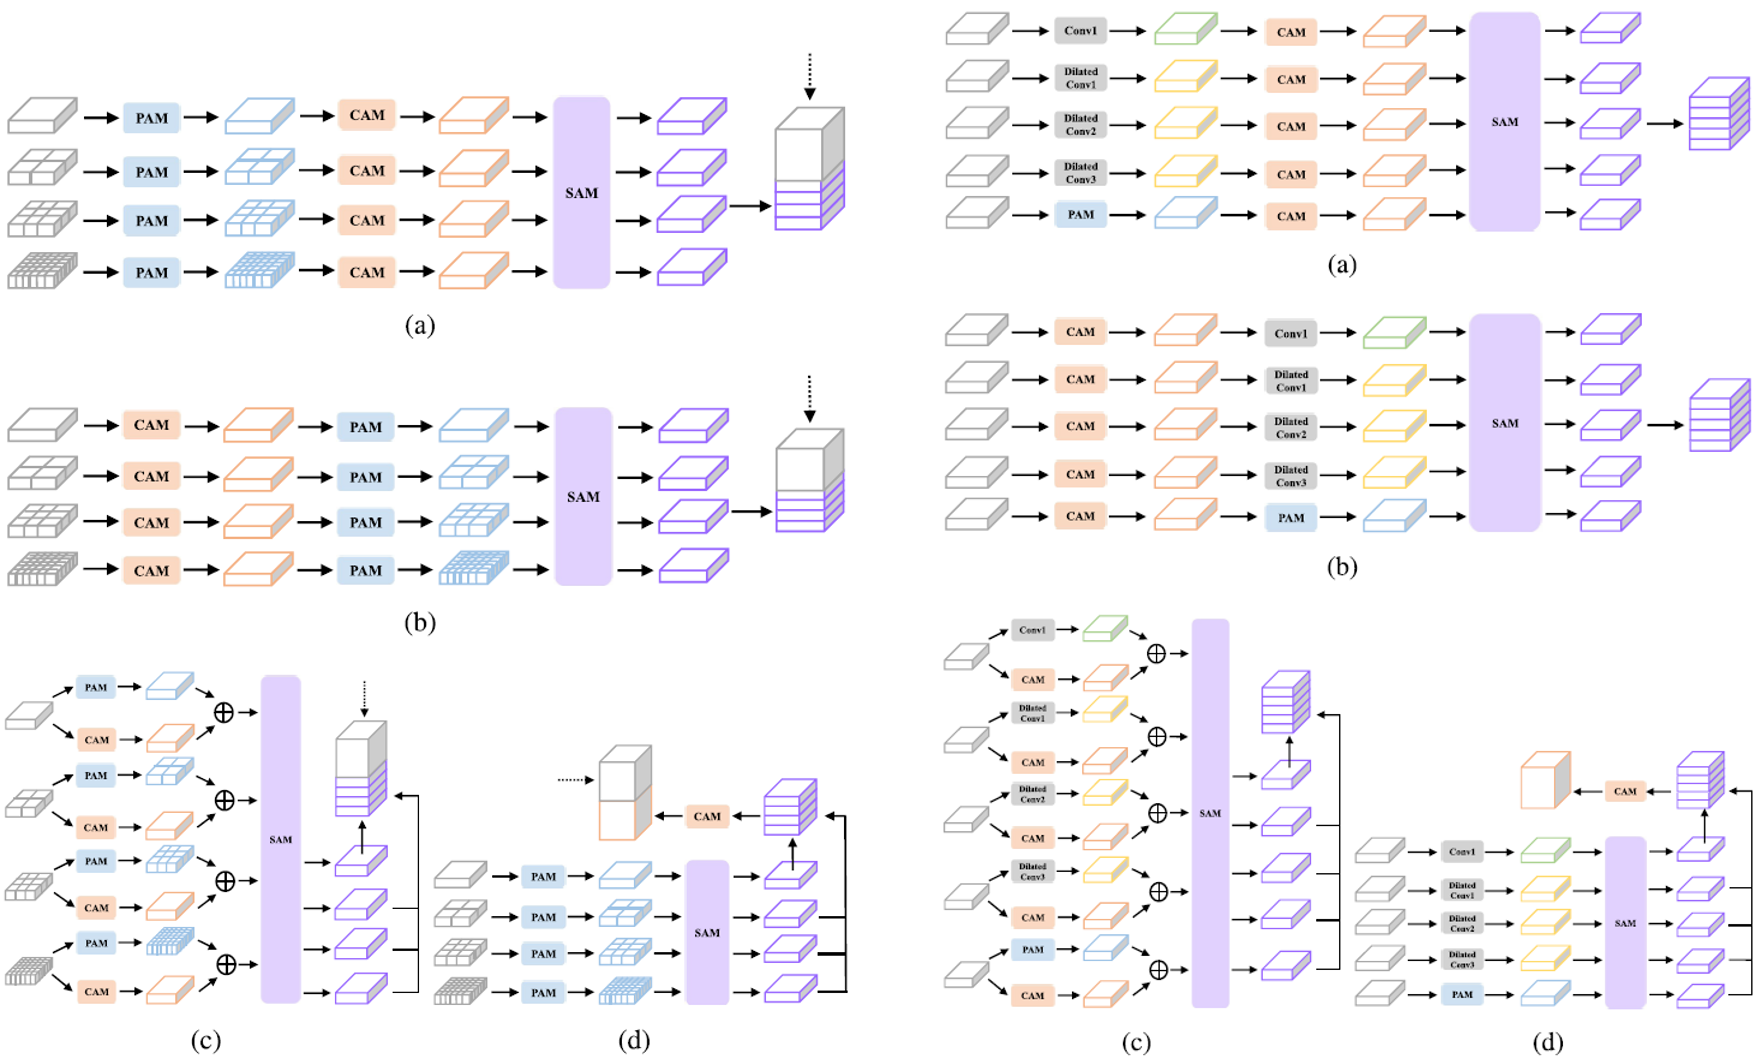 PAM CAM
PAM CAM
SAM
PAM CAM
PAM CAM
(a)
CAM PAM
CAM PAM
SAM
CAM PAM
CAM PAM
(b)
PAM
CAM
PAM
CAM
SAM
PAM
CAM
PAM
CAM
(c)
CAM
PAM
PAM
SAM
PAM
PAM
(d)
Conv1 CAM
Dilated
Conv1 CAM
Dilated
Conv2 CAM
SAM
Dilated
Conv3 CAM
PAM CAM
(a)
CAM Conv1
CAM Dilated
Conv1
CAM Dilated
Conv2
SAM
CAM Dilated
Conv3
CAM PAM
(b)
Conv1
CAM
Dilated
Conv1
CAM
Dilated
Conv2
SAM
CAM
Dilated
Conv3
CAM
PAM
CAM
(c)
CAM
Conv1
Dilated
Conv1
Dilated
Conv2
SAM
Dilated
Conv3
PAM
(d)